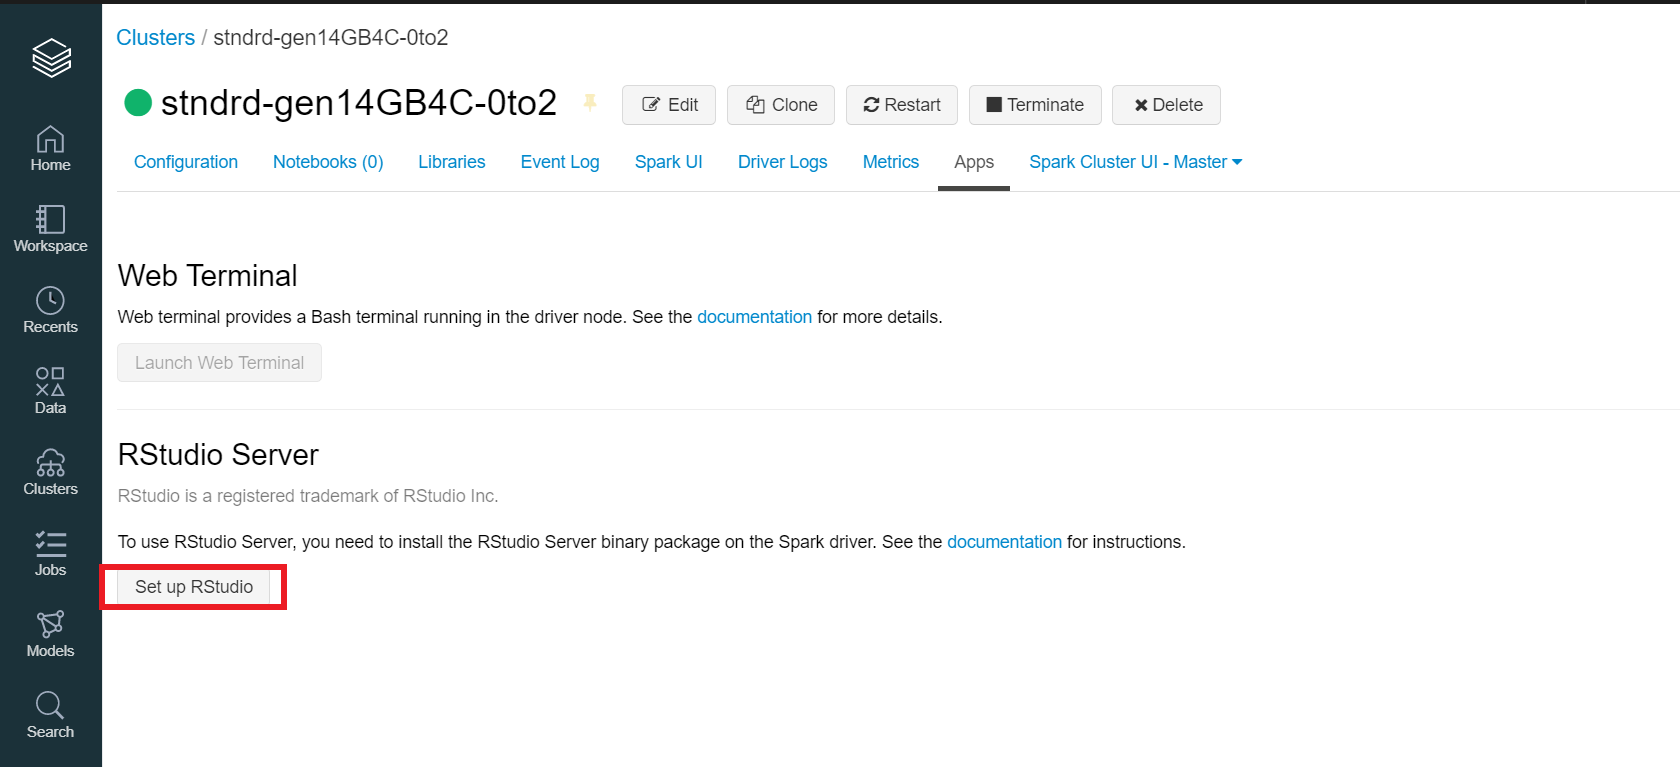 Clusters / stndrd-gen14GB4C-0to2
stndrd-gen14GB4C-0to2 Edit Clone Restart Terminate Delete
Configuration Notebooks (0) Libraries Event Log Spark UI Driver Logs Metrics Apps Spark Cluster UI - Master
Home
Workspace
Recents
Data
Clusters
Jobs
Models
Search
Web Terminal
Web terminal provides a Bash terminal running in the driver node. See the documentation for more details.
Launch Web Terminal
RStudio Server
RStudio is a registered trademark of RStudio Inc.
To use RStudio Server, you need to install the RStudio Server binary package on the Spark driver. See the documentation for instructions.
Set up RStudio